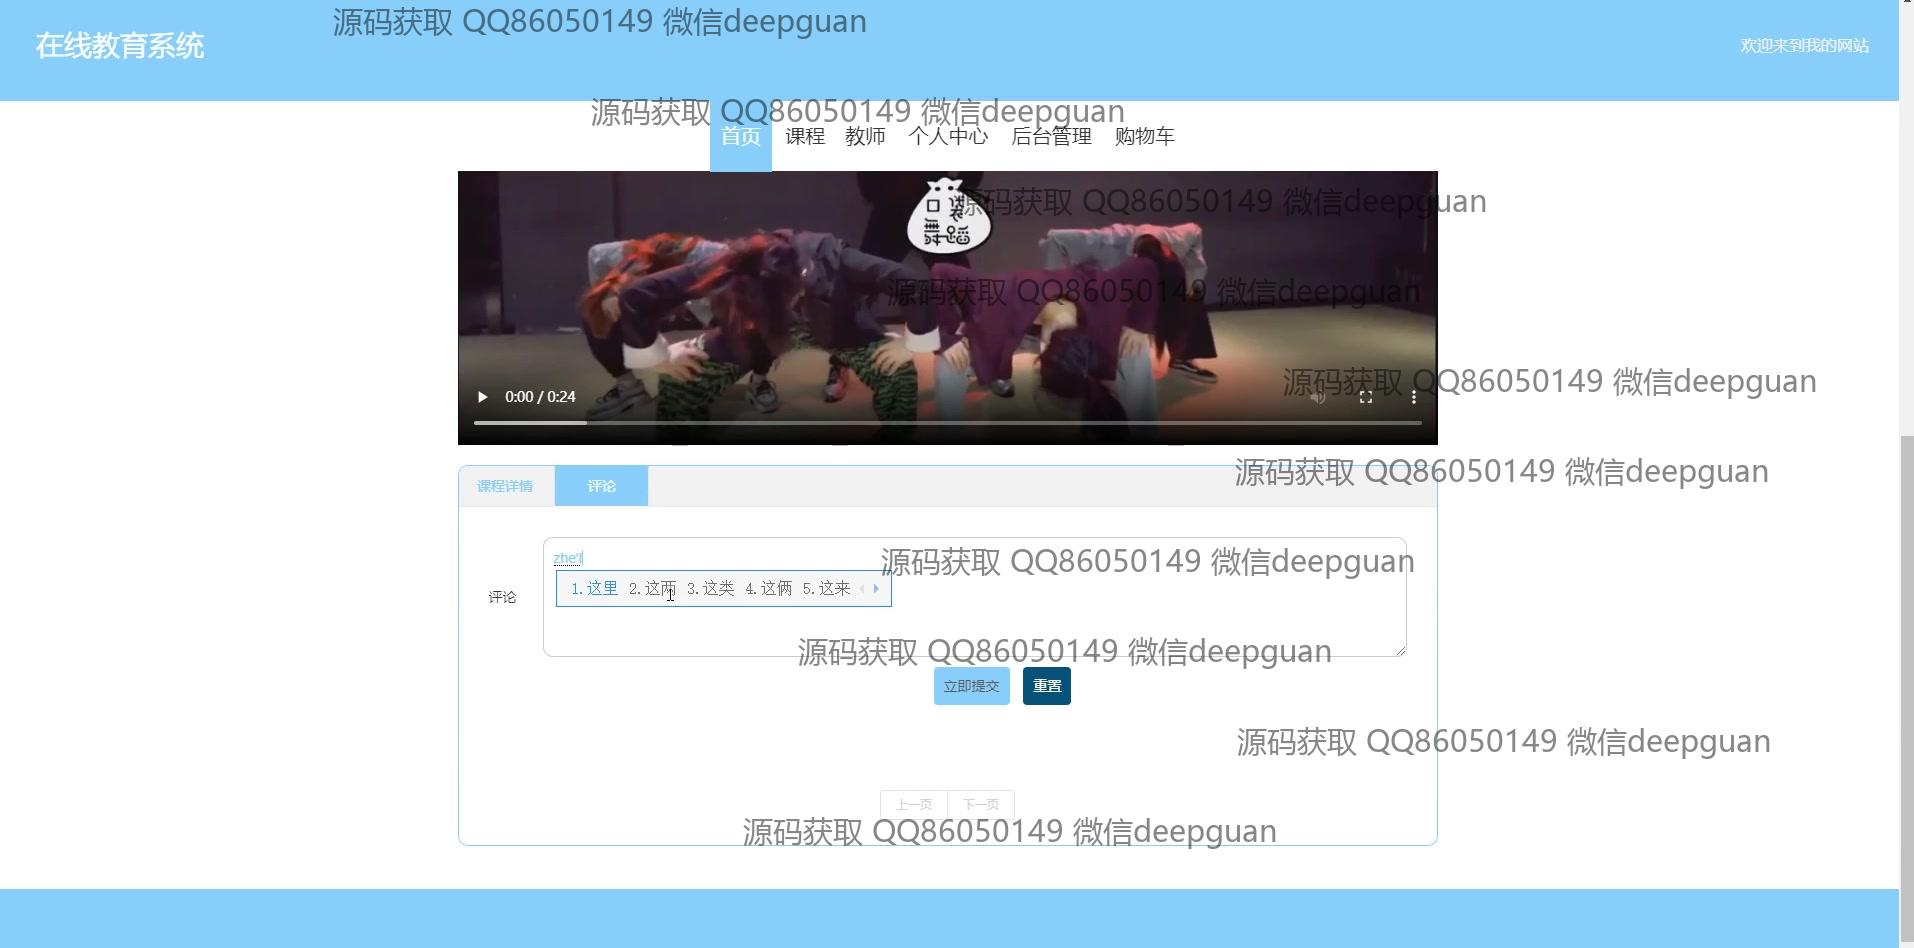 源码获取 QQ86050149 微信deepguan
在线教育系统
欢迎来到我的网站
源码获取 QQ86050149 微信deepguan
首页 课程 教师 个人中心 后台管理 购物车
口袋舞蹈
源码获取 QQ86050149 微信deepguan
源码获取 QQ86050149 微信deepguan
源码获取 QQ86050149 微信deepguan
0:00 / 0:24
源码获取 QQ86050149 微信deepguan
课程详情 评论
zhe'l
源码获取 QQ86050149 微信deepguan
1.这里 2.这两 3.这类 4.这俩 5.这来
评论
源码获取 QQ86050149 微信deepguan
立即提交 重置
源码获取 QQ86050149 微信deepguan
上一页 下一页
源码获取 QQ86050149 微信deepguan